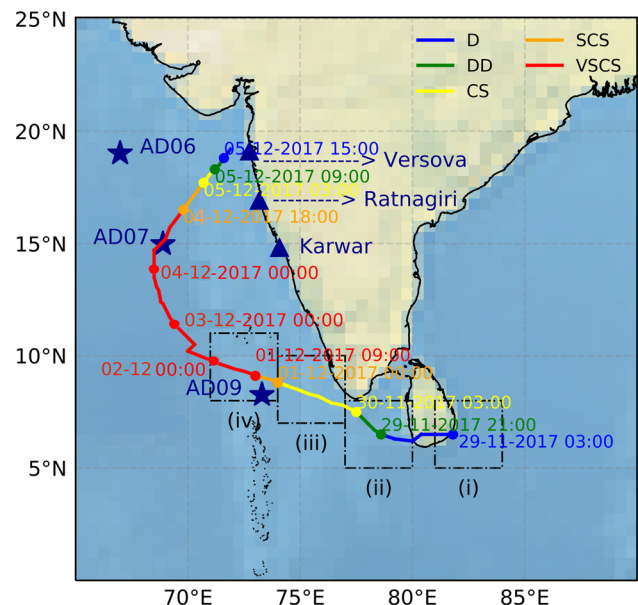 25°N
D
SCS
DD
VSCS
CS
20°N
AD06
05-12-2017 15:00
Versova
05-12-2017 09:00
05-12-2017 03:00
Ratnagiri
04-12-2017 18:00
15°N
AD07
Karwar
04-12-2017 00:00
03-12-2017 00:00
10°N
02-12 00:00
01-12-2017 09:00
01-12-2017 00:00
AD09
30-11-2017 03:00
29-11-2017 21:00
29-11-2017 03:00
(iv)
(iii)
5°N
(ii)
(i)
70°E
75°E
80°E
85°E